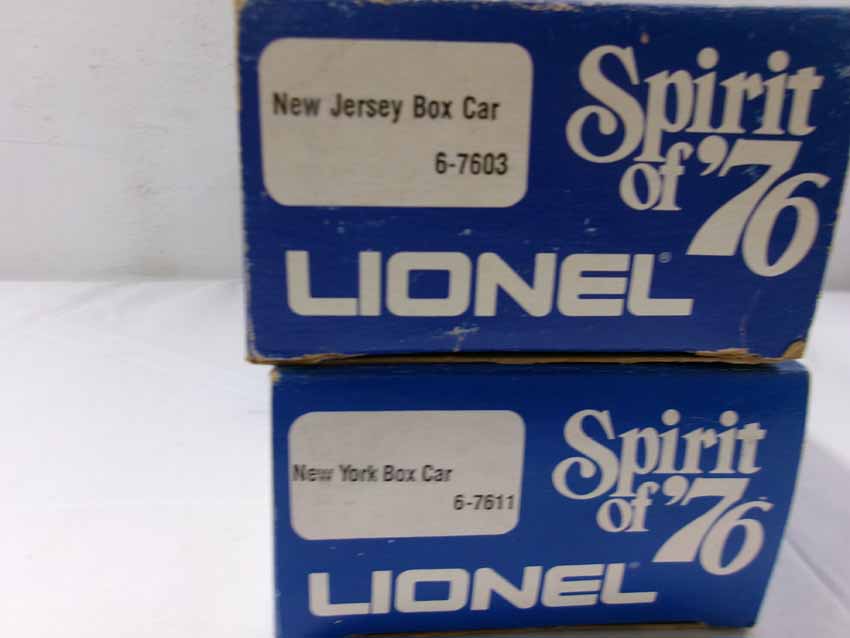 New Jersey Box Car
6-7603
Spirit
of '76
LIONEL®
New York Box Car
6-7611
Spirit
of '76
LIONEL®